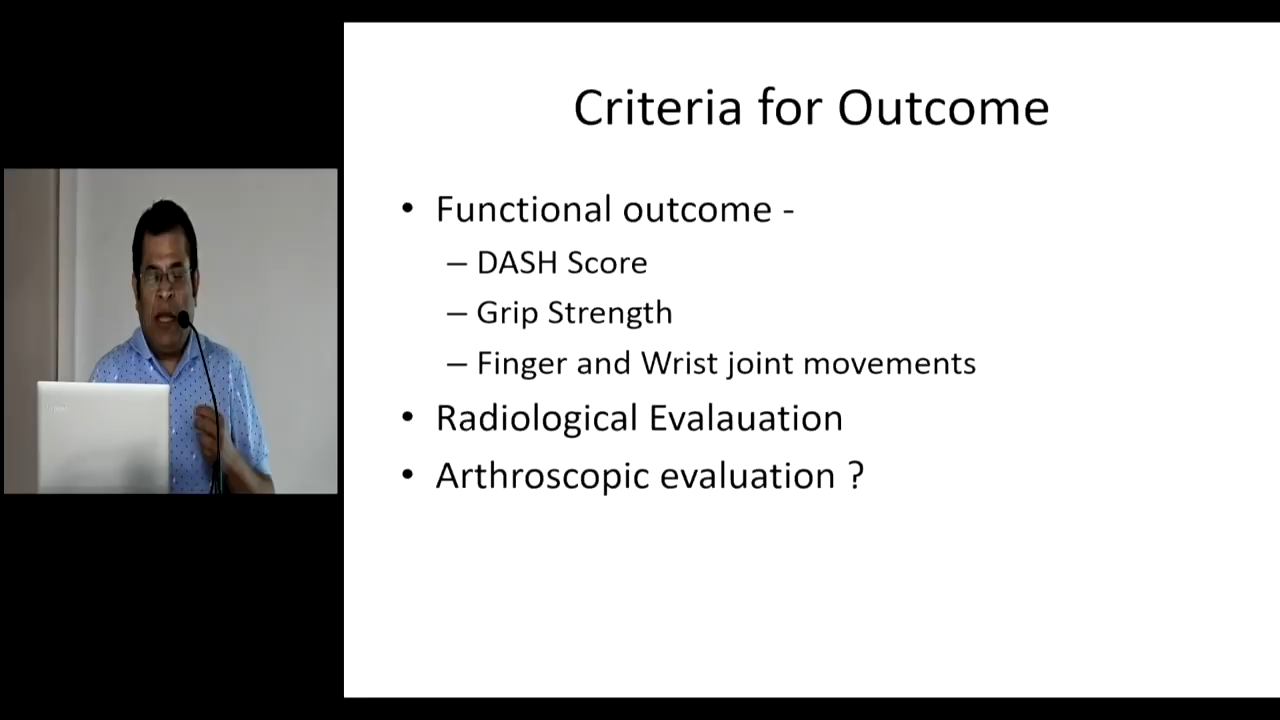 Criteria for Outcome
• Functional outcome -
– DASH Score
– Grip Strength
– Finger and Wrist joint movements
• Radiological Evalauation
• Arthroscopic evaluation ?